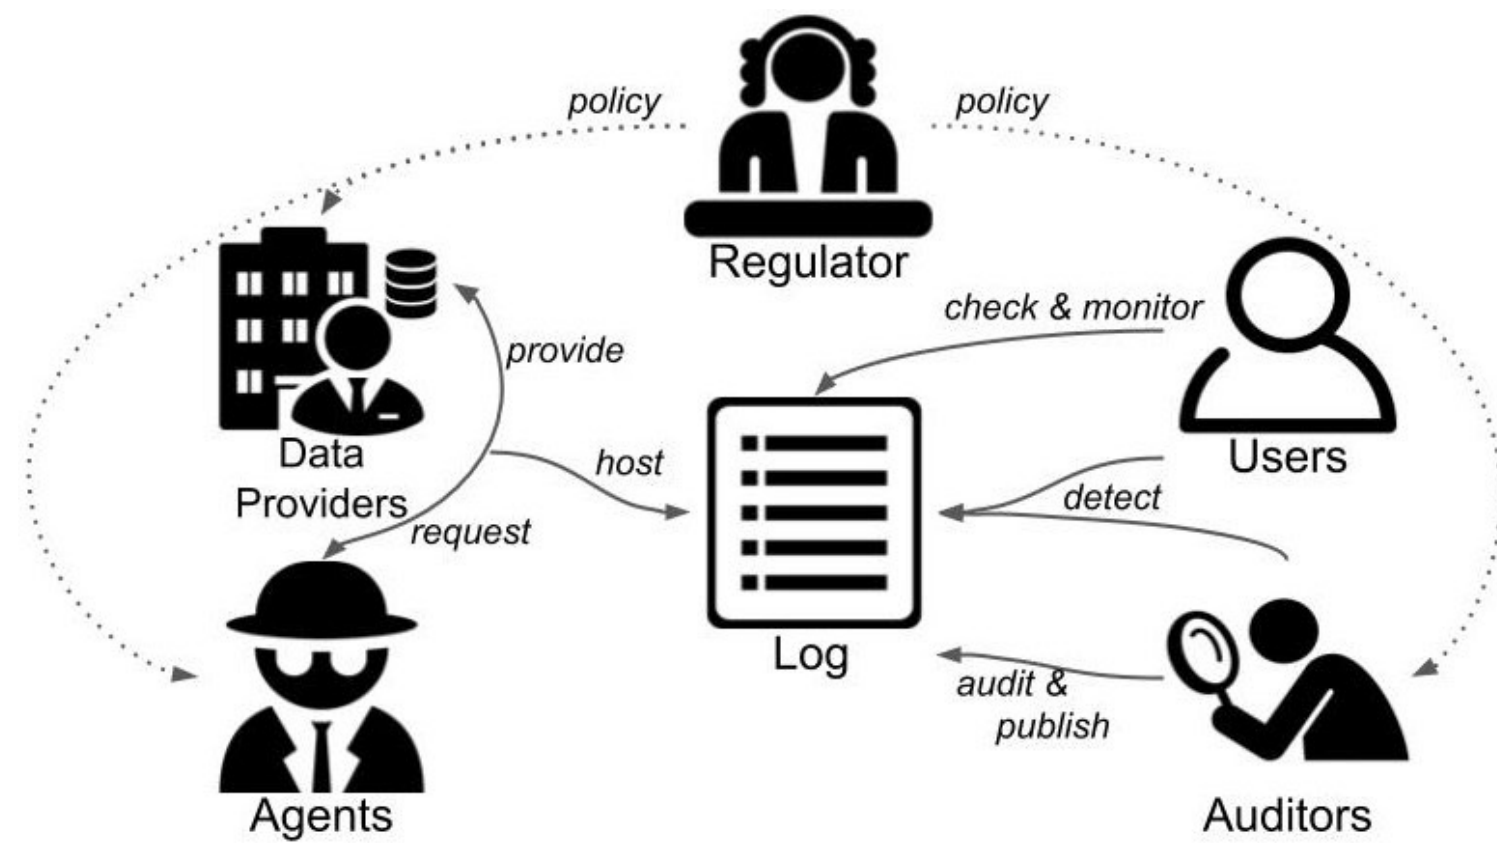 policy
policy
Regulator
check & monitor
provide
Data
Providers
host
Users
detect
request
Log
audit &
publish
Agents
Auditors